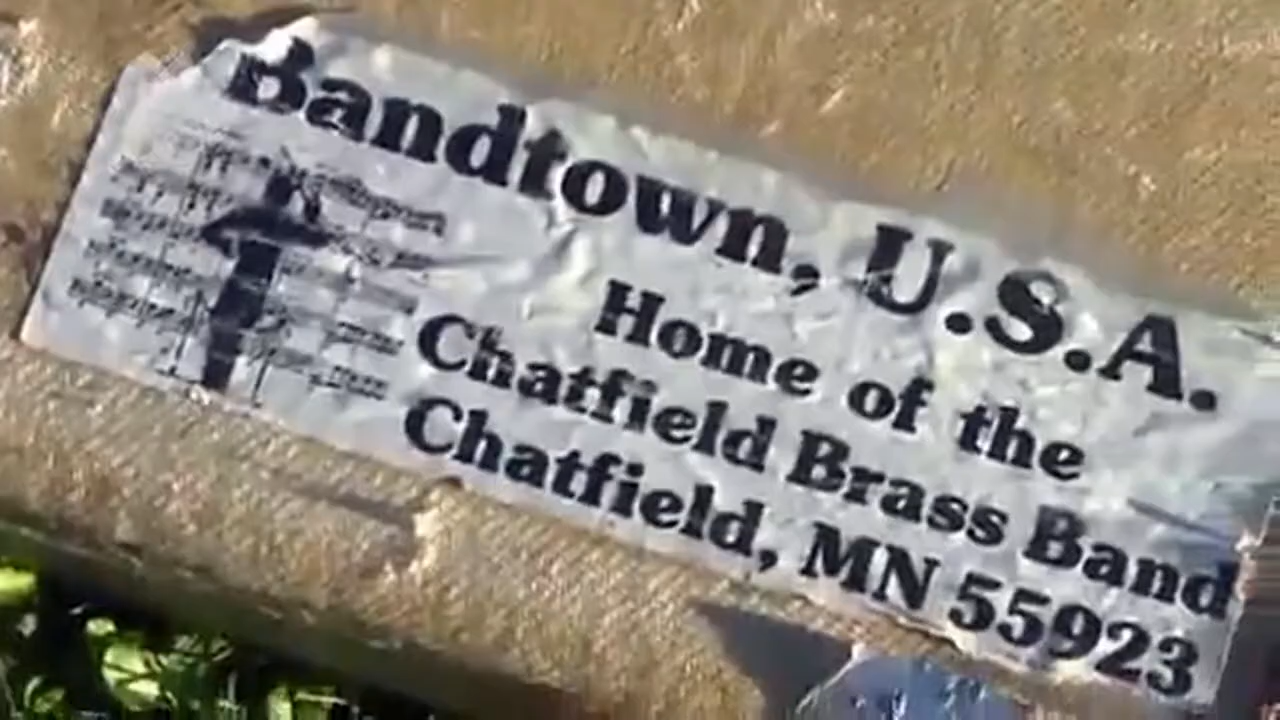 Bandtown, U.S.A.
Home of the
Chatfield Brass Band
Chatfield, MN 55923